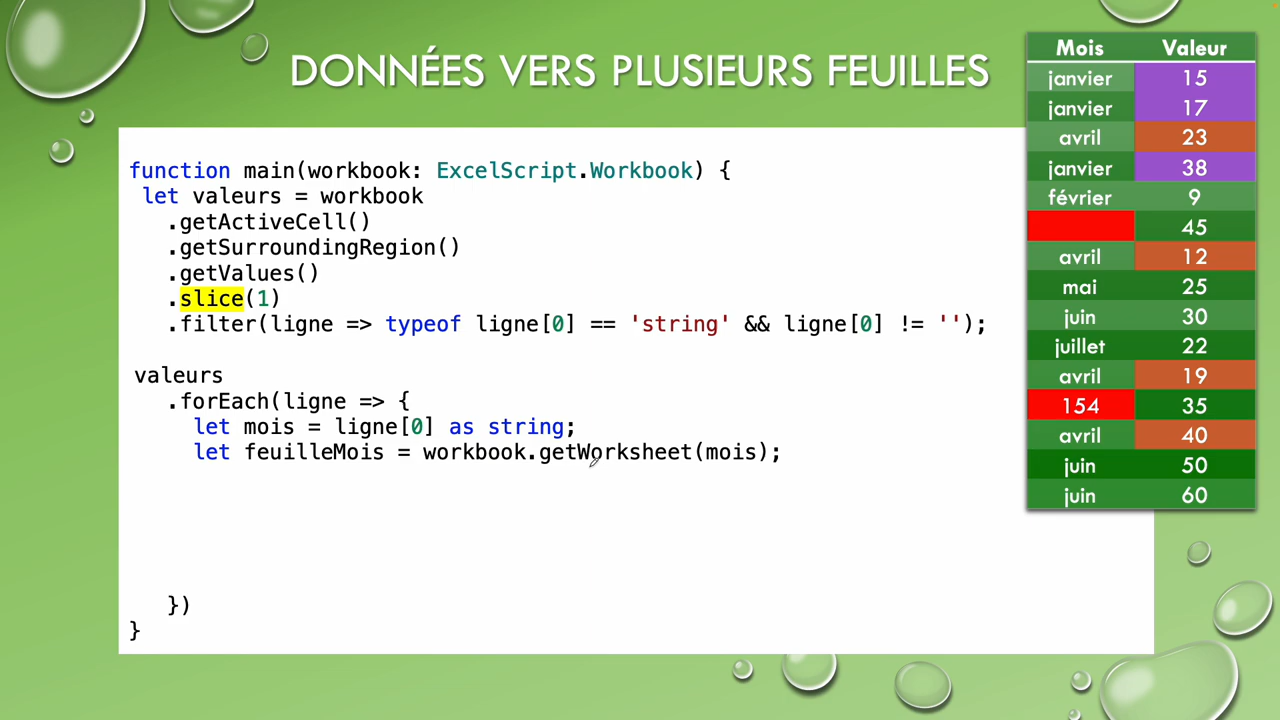 DONNÉES VERS PLUSIEURS FEUILLES
function main(workbook: ExcelScript.Workbook) {
let valeurs = workbook
.getActiveCell()
.getSurroundingRegion()
.getValues()
.slice(1)
.filter(ligne => typeof ligne[0] == 'string' && ligne[0] != '');
valeurs
.forEach(ligne => {
let mois = ligne[0] as string;
let feuilleMois = workbook.getWorksheet(mois);
})
}
Mois Valeur
janvier 15
janvier 17
avril 23
janvier 38
février 9
45
avril 12
mai 25
juin 30
juillet 22
avril 19
154 35
avril 40
juin 50
juin 60